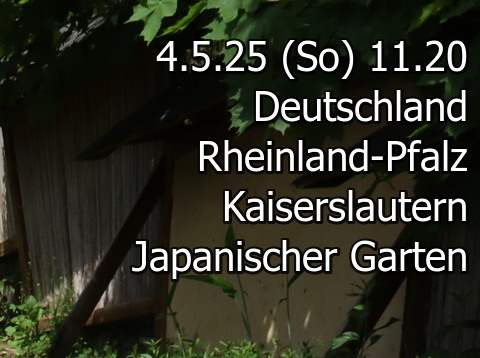 4.5.25 (So) 11.20
Deutschland
Rheinland-Pfalz
Kaiserslautern
Japanischer Garten